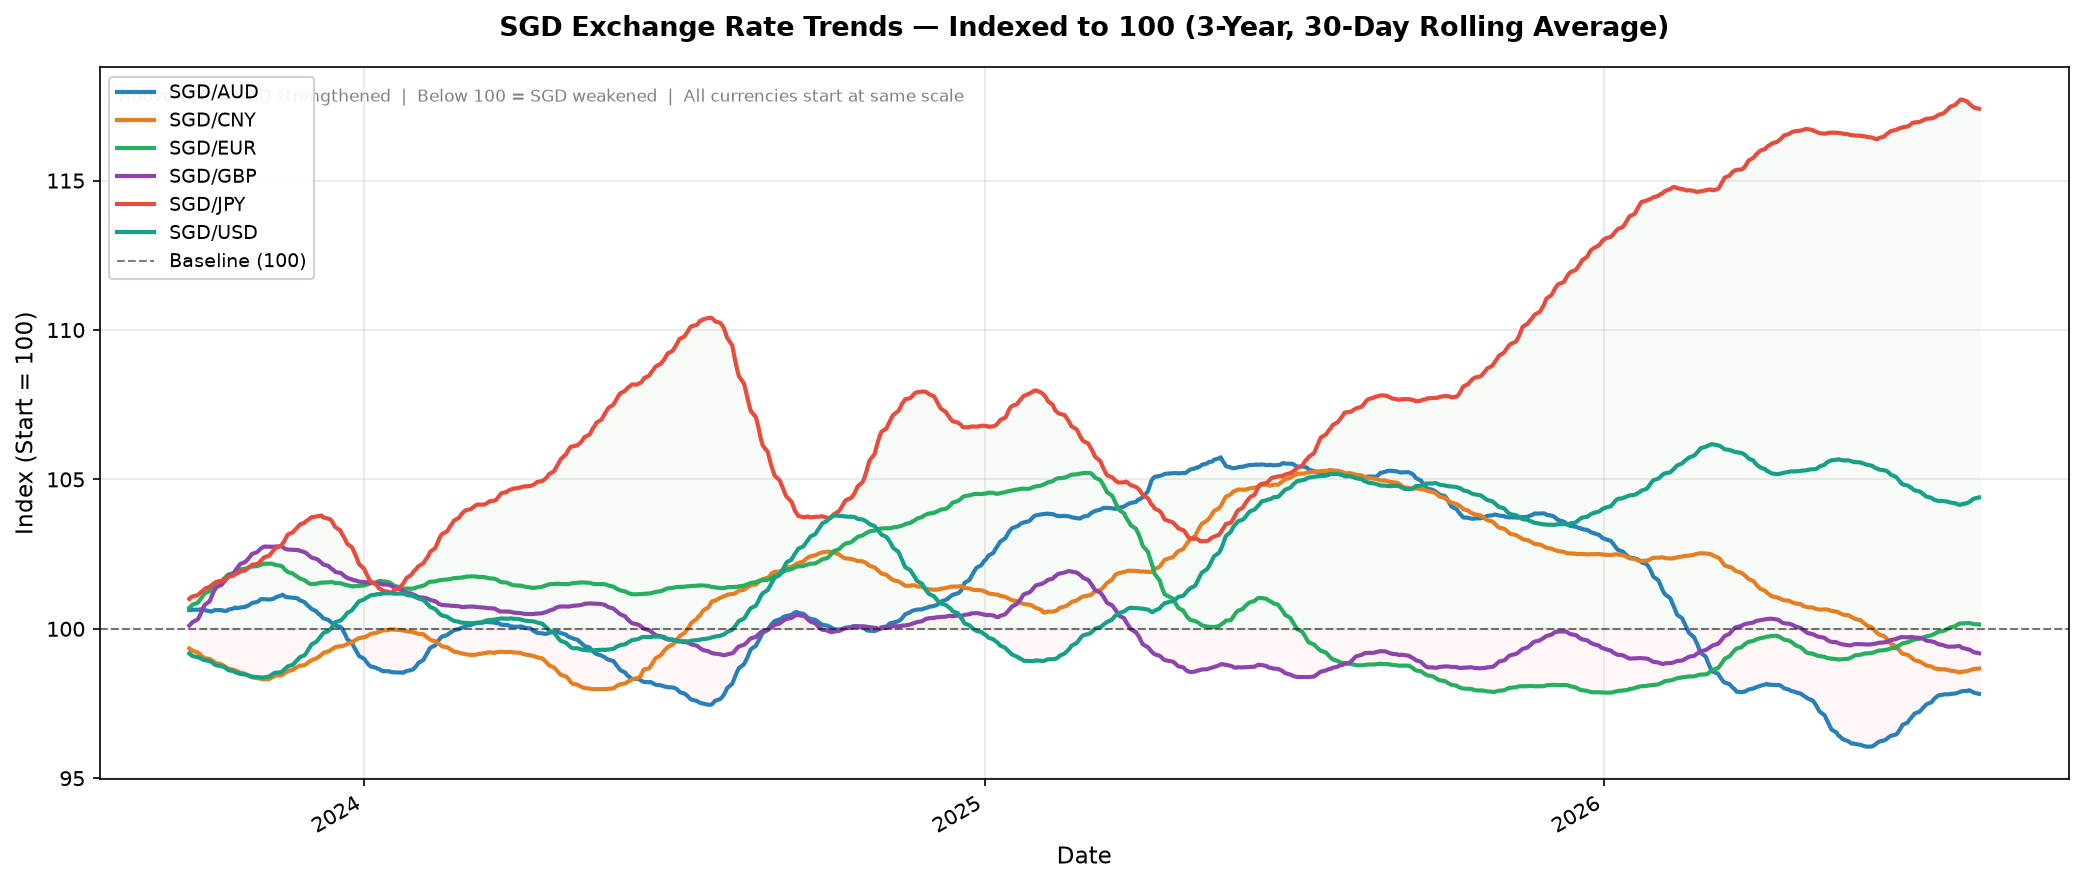 SGD Exchange Rate Trends — Indexed to 100 (3-Year, 30-Day Rolling Average)
strengthened | Below 100 = SGD weakened | All currencies start at same scale
SGD/AUD
SGD/CNY
SGD/EUR
SGD/GBP
SGD/JPY
SGD/USD
Baseline (100)
Index (Start = 100)
115
110
105
100
95
2024
2025
2026
Date